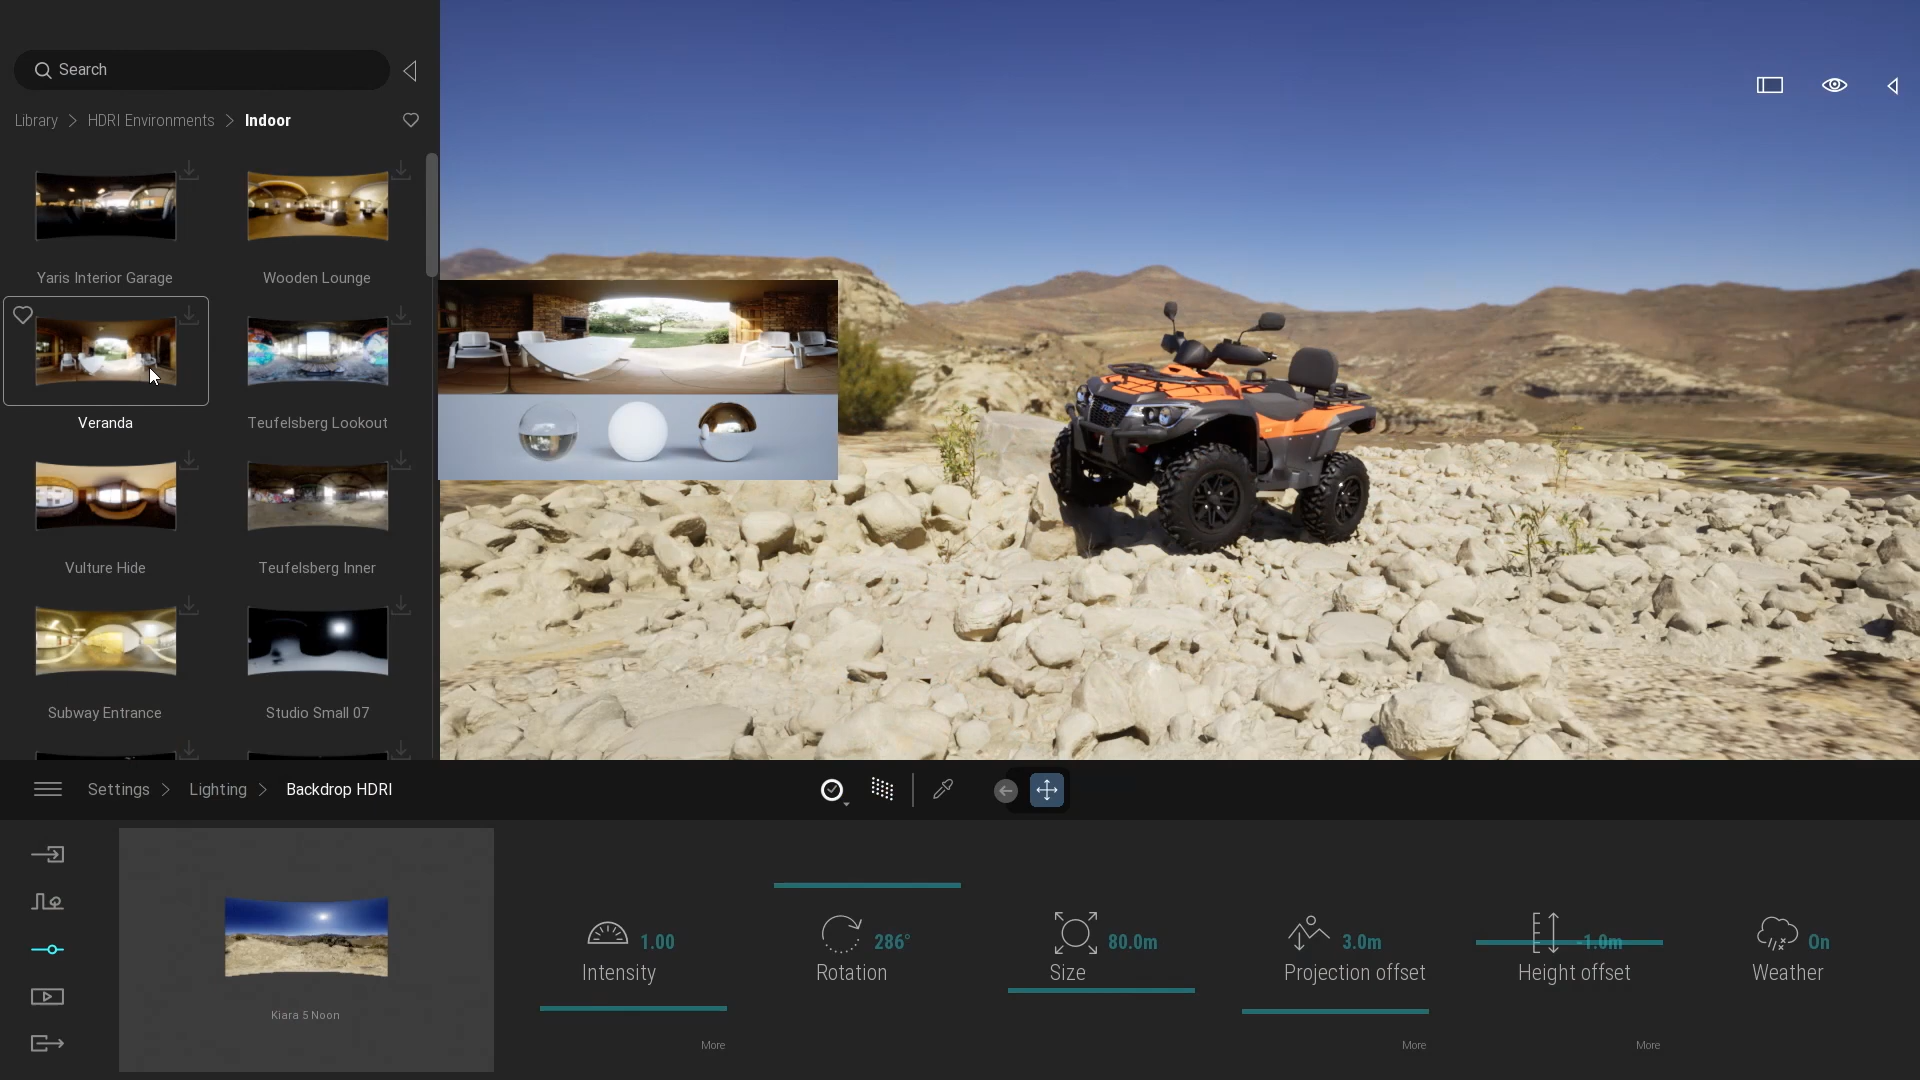 Search
Library > HDRI Environments > Indoor
Yaris Interior Garage
Wooden Lounge
Veranda
Teufelsberg Lookout
Vulture Hide
Teufelsberg Inner
Subway Entrance
Studio Small 07
Settings > Lighting > Backdrop HDRI
Kiara 5 Noon
1.00
Intensity
More
286°
Rotation
80.0m
Size
3.0m
Projection offset
More
-1.0m
Height offset
More
On
Weather